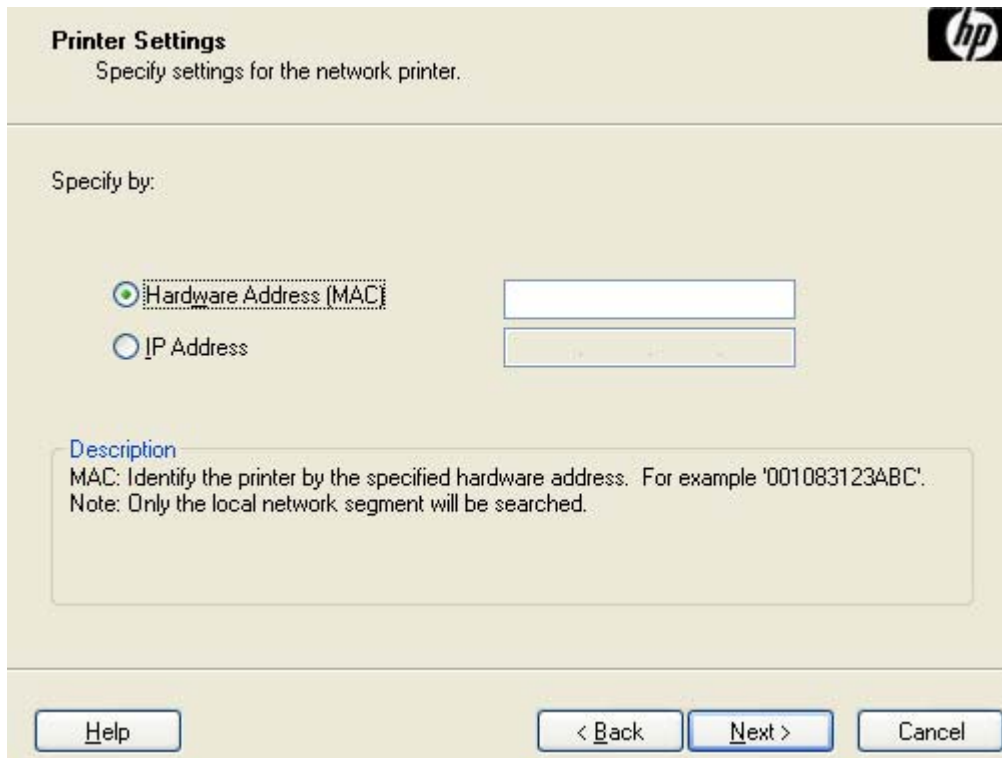 Printer Settings
Specify settings for the network printer.
hp
Specify by:
Hardware Address (MAC)
IP Address
Description
MAC: Identify the printer by the specified hardware address.  For example '001083123ABC'.
Note: Only the local network segment will be searched.
Help
< Back
Next >
Cancel